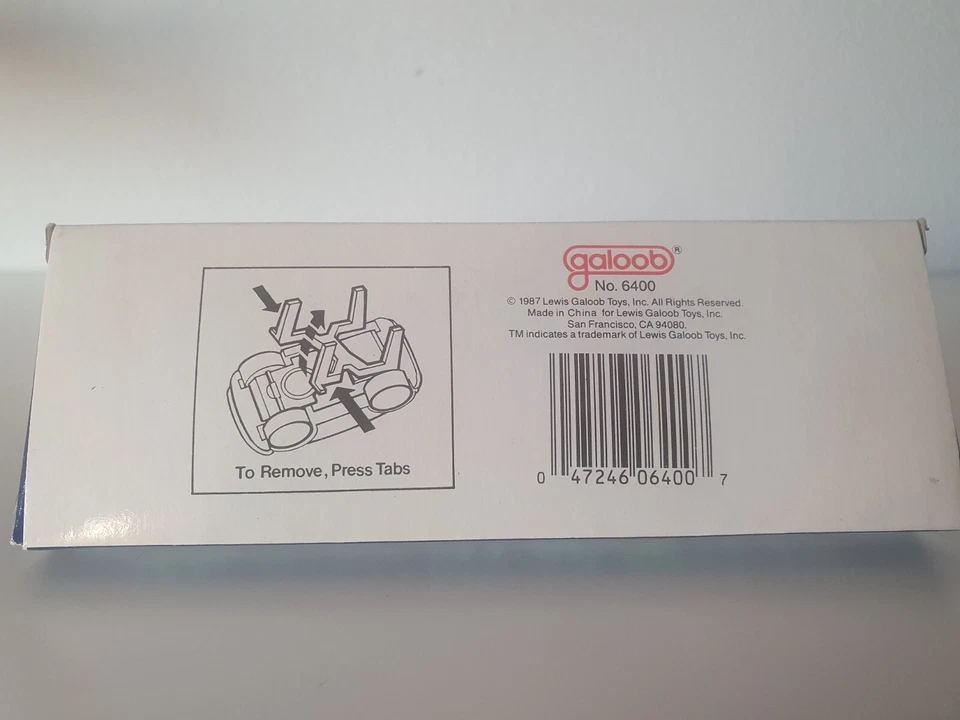 galoob®
No. 6400
© 1987 Lewis Galoob Toys, Inc. All Rights Reserved.
Made in China for Lewis Galoob Toys, Inc.
San Francisco, CA 94080.
TM indicates a trademark of Lewis Galoob Toys, Inc.
To Remove, Press Tabs
0 47246 06400 7